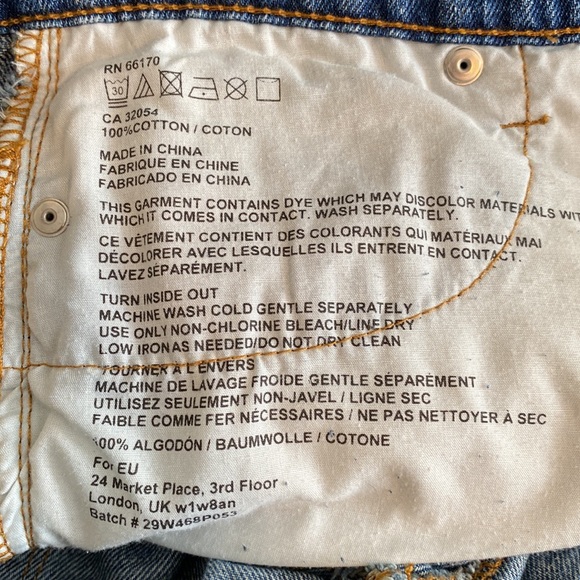 RN 66170
30
CA 32054
100%COTTON / COTON
MADE IN CHINA
FABRIQUE EN CHINE
FABRICADO EN CHINA
THIS GARMENT CONTAINS DYE WHICH MAY DISCOLOR MATERIALS
WHICH IT COMES IN CONTACT. WASH SEPARATELY.
CE VÊTEMENT CONTIENT DES COLORANTS QUI MATÉRIAUX MAI
DÉCOLORER AVEC LESQUELLES ILS ENTRENT EN CONTACT.
LAVEZ SÉPARÉMENT.
TURN INSIDE OUT
MACHINE WASH COLD GENTLE SEPARATELY
USE ONLY NON-CHLORINE BLEACH/LINE DRY
LOW IRON AS NEEDED/DO NOT DRY CLEAN
TOURNER À L'ENVERS
MACHINE DE LAVAGE FROIDE GENTLE SÉPARÉMENT
UTILISEZ SEULEMENT NON-JAVEL / LIGNE SEC
FAIBLE COMME FER NÉCESSAIRES / NE PAS NETTOYER À SEC
100% ALGODÓN / BAUMWOLLE / COTONE
For EU
24 Market Place, 3rd Floor
London, UK w1w8an
Batch # 29W468P053